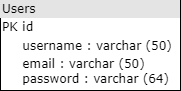 Users
PK id
username : varchar (50)
email : varchar (50)
password : varchar (64)